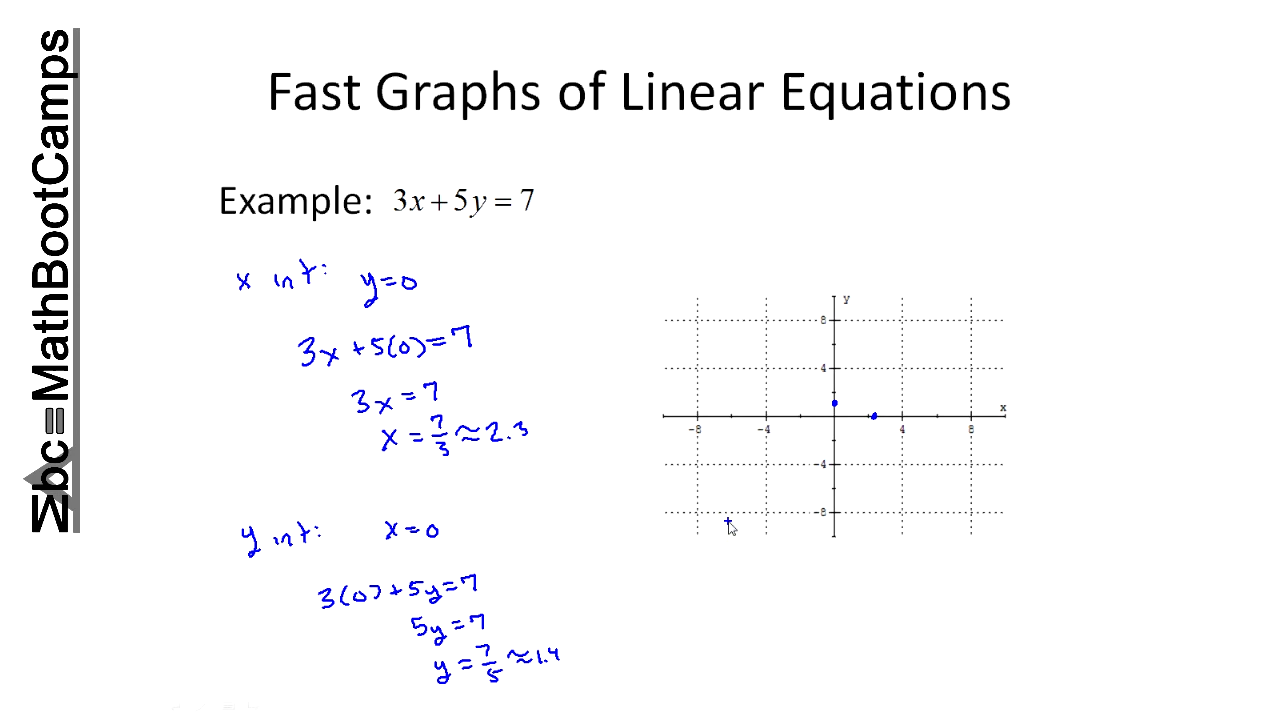 Σbc=MathBootCamps
Fast Graphs of Linear Equations
Example: 3x+5y=7
x int: y=0
3x+5(0)=7
3x=7
x=7/3≈2.3
y int: x=0
3(0)+5y=7
5y=7
y=7/5≈1.4
y
8
4
x
-8 -4 4 8
-4
-8